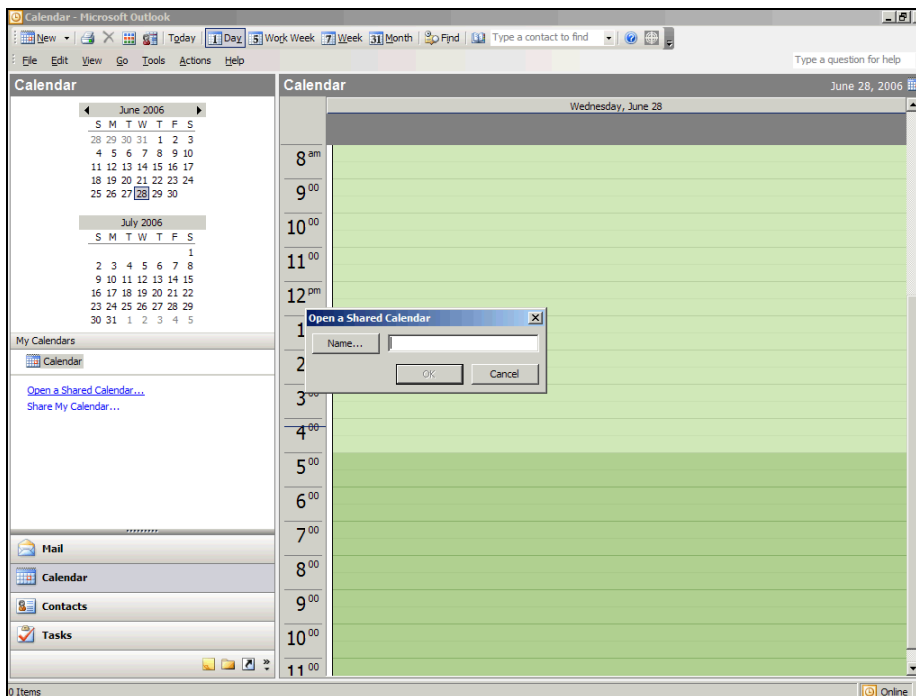 Calendar - Microsoft Outlook
New Today 1 Day 5 Work Week 7 Week 31 Month Find Type a contact to find
File Edit View Go Tools Actions Help Type a question for help
Calendar
June 2006
S M T W T F S
28 29 30 31 1 2 3
4 5 6 7 8 9 10
11 12 13 14 15 16 17
18 19 20 21 22 23 24
25 26 27 28 29 30
July 2006
S M T W T F S
1
2 3 4 5 6 7 8
9 10 11 12 13 14 15
16 17 18 19 20 21 22
23 24 25 26 27 28 29
30 31 1 2 3 4 5
My Calendars
Calendar
Open a Shared Calendar...
Share My Calendar...
Mail
Calendar
Contacts
Tasks
Calendar June 28, 2006
Wednesday, June 28
8 am
9 00
10 00
11 00
12 pm
1
2
3 00
4 00
5 00
6 00
7 00
8 00
9 00
10 00
11 00
Open a Shared Calendar
Name...
OK Cancel
0 Items Online